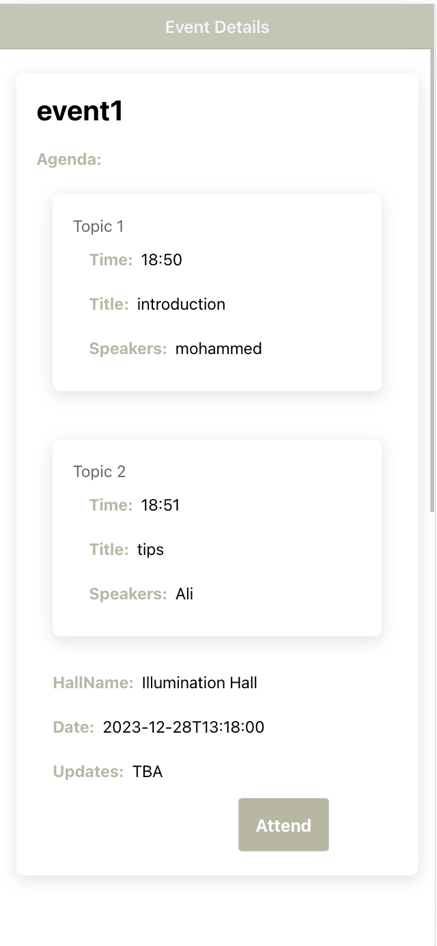 Event Details
event1
Agenda:
Topic 1
Time: 18:50
Title: introduction
Speakers: mohammed
Topic 2
Time: 18:51
Title: tips
Speakers: Ali
HallName: Illumination Hall
Date: 2023-12-28T13:18:00
Updates: TBA
Attend